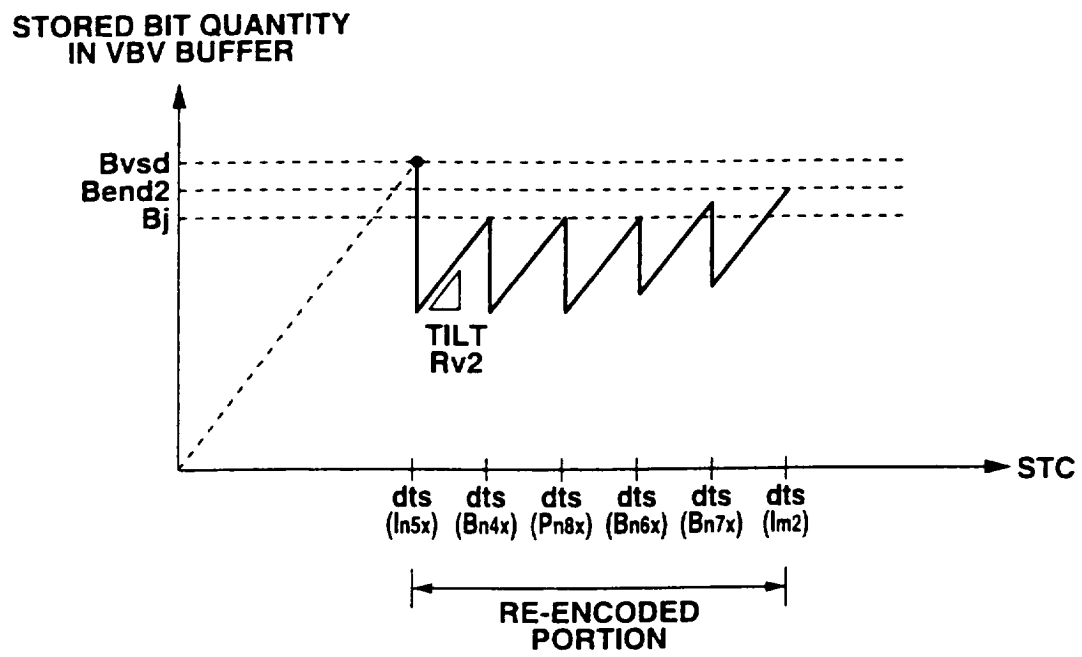 STORED BIT QUANTITY
IN VBV BUFFER
Bvsd
Bend2
Bj
TILT
Rv2
STC
dts dts dts dts dts dts
(In5x) (Bn4x) (Pn8x) (Bn6x) (Bn7x) (Im2)
RE-ENCODED
PORTION